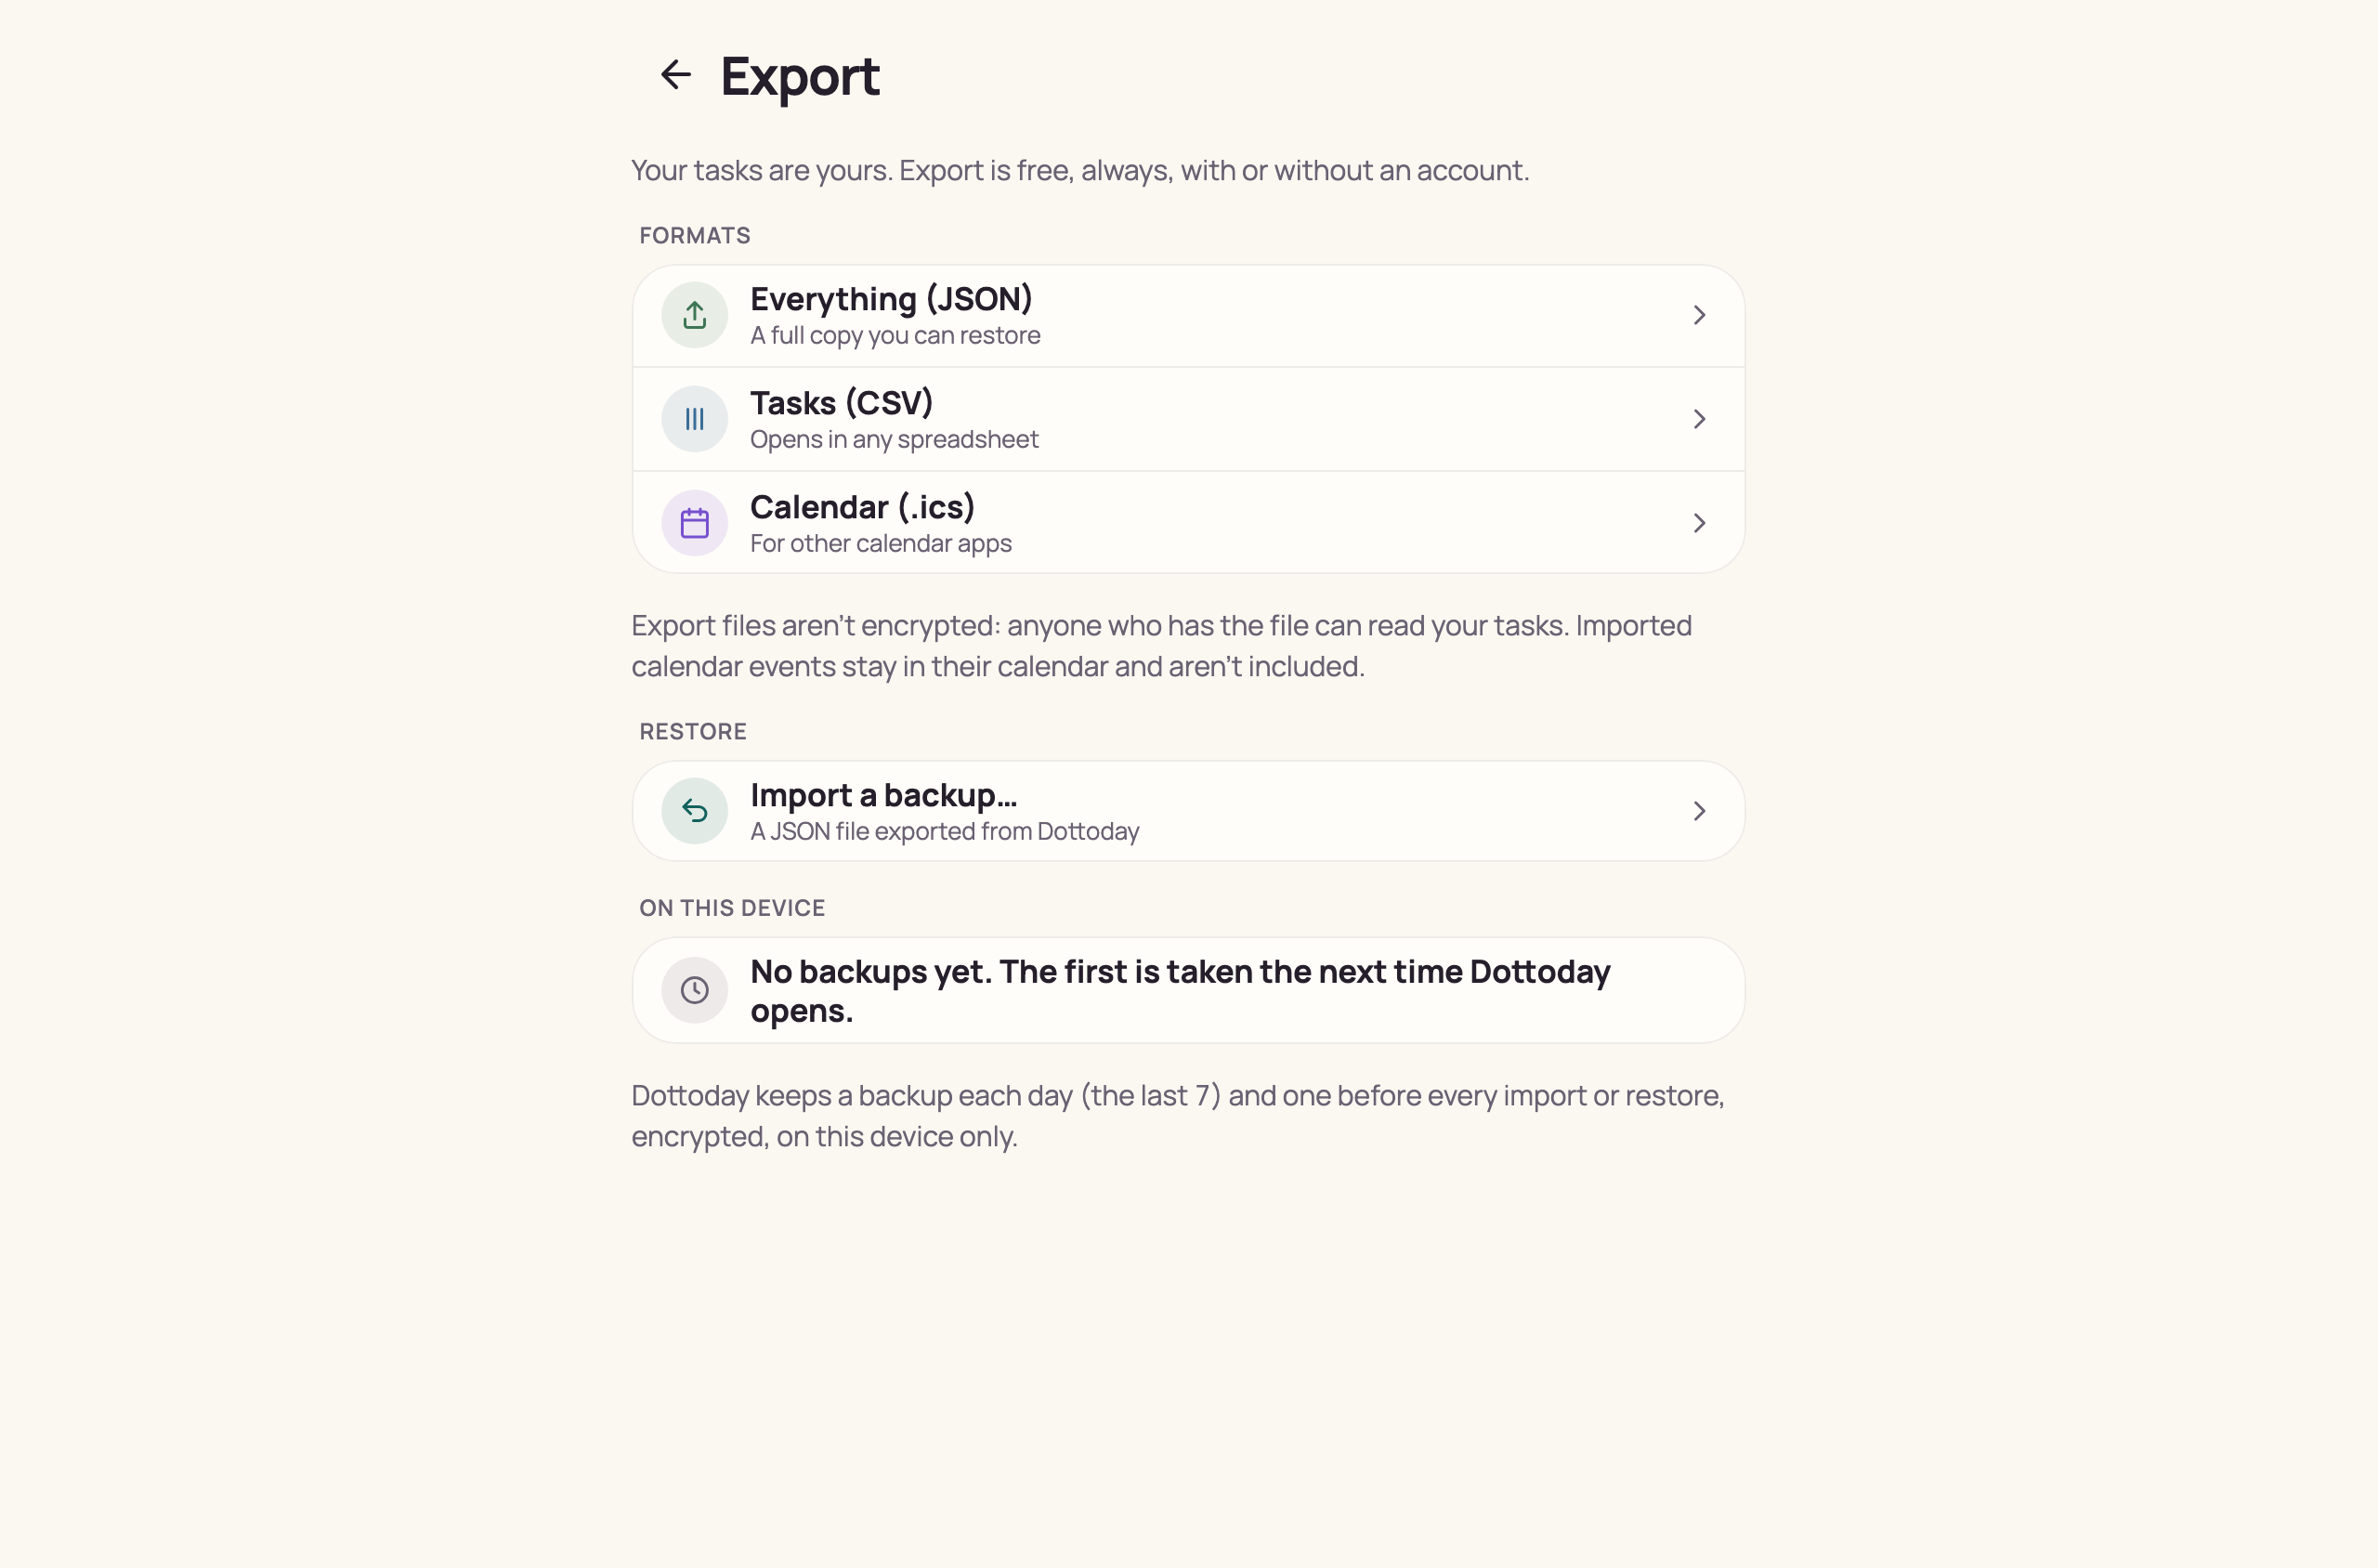 Export
Your tasks are yours. Export is free, always, with or without an account.
FORMATS
Everything (JSON)
A full copy you can restore
Tasks (CSV)
Opens in any spreadsheet
Calendar (.ics)
For other calendar apps
Export files aren’t encrypted: anyone who has the file can read your tasks. Imported
calendar events stay in their calendar and aren’t included.
RESTORE
Import a backup…
A JSON file exported from Dottoday
ON THIS DEVICE
No backups yet. The first is taken the next time Dottoday
opens.
Dottoday keeps a backup each day (the last 7) and one before every import or restore,
encrypted, on this device only.